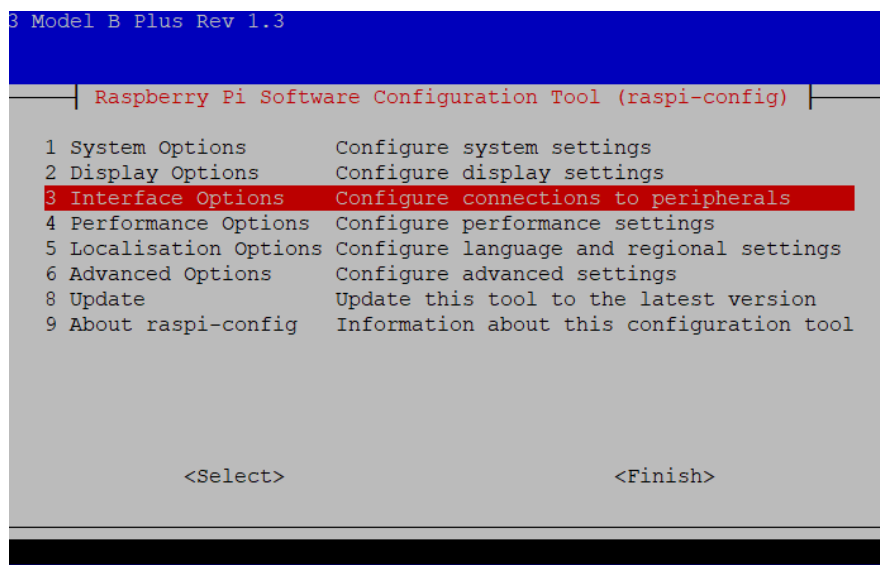 3 Model B Plus Rev 1.3
Raspberry Pi Software Configuration Tool (raspi-config)
1 System Options Configure system settings
2 Display Options Configure display settings
3 Interface Options Configure connections to peripherals
4 Performance Options Configure performance settings
5 Localisation Options Configure language and regional settings
6 Advanced Options Configure advanced settings
8 Update Update this tool to the latest version
9 About raspi-config Information about this configuration tool
<Select> <Finish>